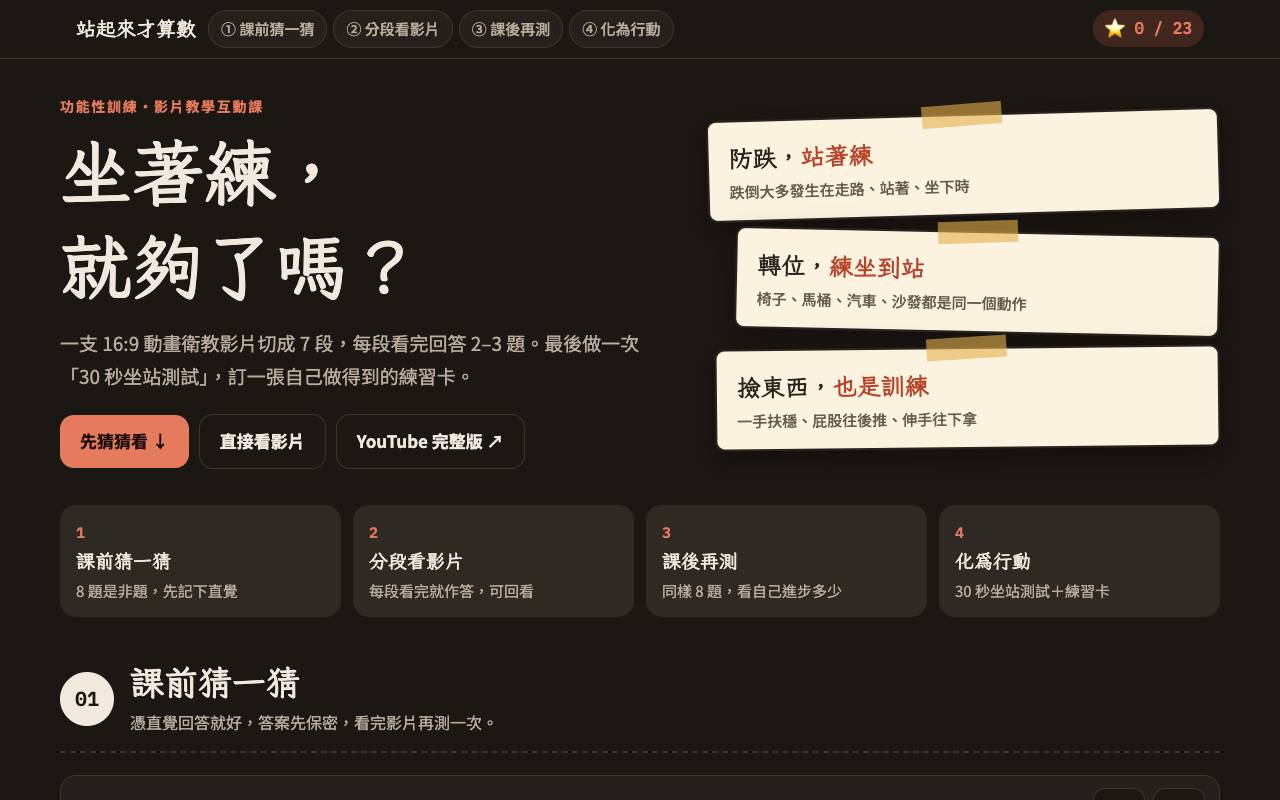 站起來才算數
① 課前猜一猜
② 分段看影片
③ 課後再測
④ 化為行動
⭐ 0 / 23
功能性訓練・影片教學互動課
坐著練，
就夠了嗎？
一支 16:9 動畫衛教影片切成 7 段，每段看完回答 2–3 題。最後做一次
「30 秒坐站測試」，訂一張自己做得到的練習卡。
先猜猜看 ↓
直接看影片
YouTube 完整版 ↗
防跌，站著練
跌倒大多發生在走路、站著、坐下時
轉位，練坐到站
椅子、馬桶、汽車、沙發都是同一個動作
撿東西，也是訓練
一手扶穩、屁股往後推、伸手往下拿
1
課前猜一猜
8 題是非題，先記下直覺
2
分段看影片
每段看完就作答，可回看
3
課後再測
同樣 8 題，看自己進步多少
4
化為行動
30 秒坐站測試＋練習卡
01
課前猜一猜
憑直覺回答就好，答案先保密，看完影片再測一次。